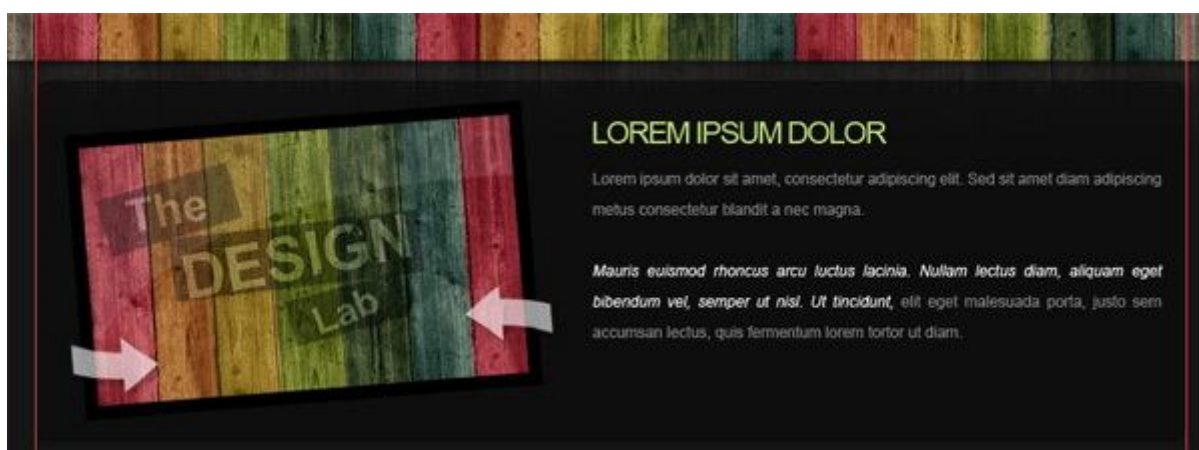 The
DESIGN
Lab
LOREM IPSUM DOLOR
Lorem ipsum dolor sit amet, consectetur adipiscing elit. Sed sit amet diam adipiscing
metus consectetur blandit a nec magna.
Mauris euismod rhoncus arcu luctus lacinia. Nullam lectus diam, aliquam eget
bibendum vel, semper ut nisl. Ut tincidunt, elit eget malesuada porta, justo sem
accumsan lectus, quis fermentum lorem tortor ut diam.